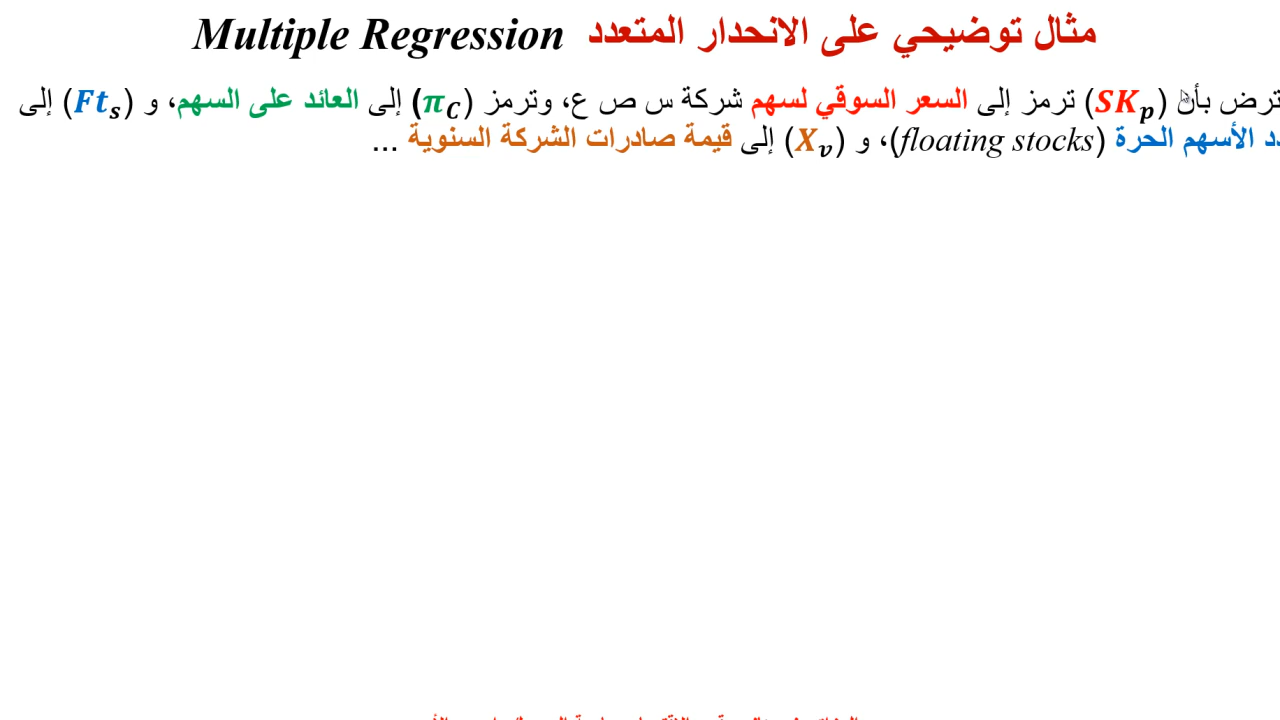 مثال توضيحي على الانحدار المتعدد Multiple Regression
ترض بأن (SKp) ترمز إلى السعر السوقي لسهم شركة س ص ع، وترمز (πC) إلى العائد على السهم، و (Fts) إلى
دد الأسهم الحرة (floating stocks)، و (Xv) إلى قيمة صادرات الشركة السنوية ...